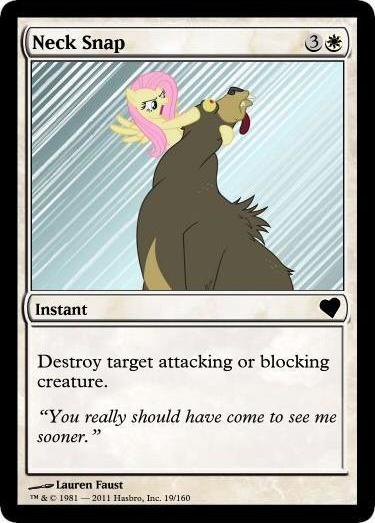 Neck Snap 3
Instant
Destroy target attacking or blocking
creature.
“You really should have come to see me
sooner.”
Lauren Faust
™ & © 1981 — 2011 Hasbro, Inc. 19/160